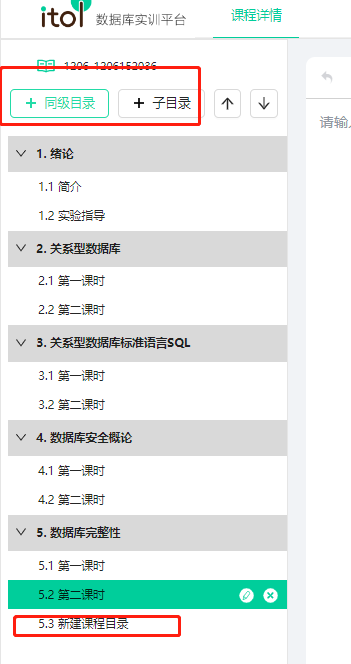 itol 数据库实训平台 课程详情
1206-1206152036
+ 同级目录 + 子目录
请输
1. 绪论
1.1 简介
1.2 实验指导
2. 关系型数据库
2.1 第一课时
2.2 第二课时
3. 关系型数据库标准语言SQL
3.1 第一课时
3.2 第二课时
4. 数据库安全概论
4.1 第一课时
4.2 第二课时
5. 数据库完整性
5.1 第一课时
5.2 第二课时
5.3 新建课程目录